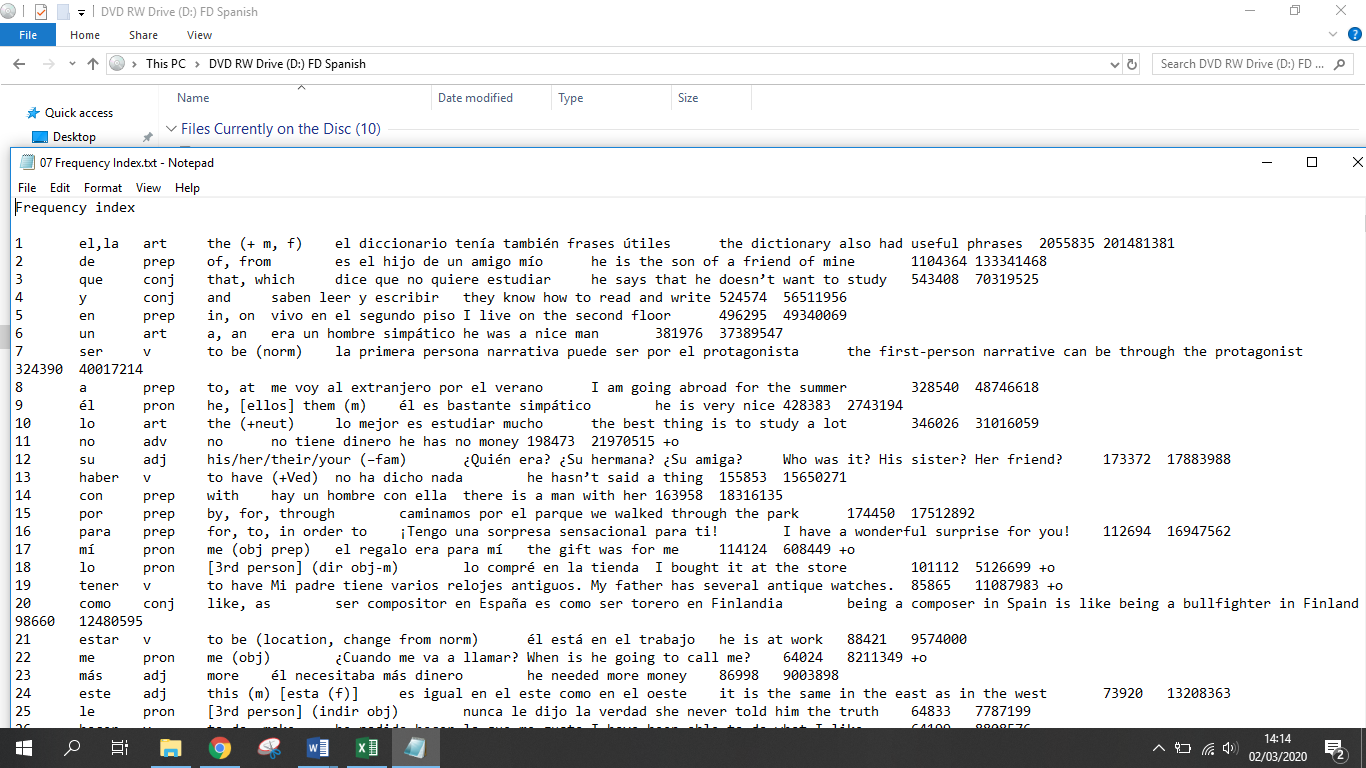 DVD RW Drive (D:) FD Spanish
File Home Share View
This PC > DVD RW Drive (D:) FD Spanish Search DVD RW Drive (D:) FD ...
Name Date modified Type Size
Quick access
Files Currently on the Disc (10)
Desktop
07 Frequency Index.txt - Notepad
File Edit Format View Help
Frequency index
1 el,la art the (+ m, f) el diccionario tenía también frases útiles the dictionary also had useful phrases 2055835 201481381
2 de prep of, from es el hijo de un amigo mío he is the son of a friend of mine 1104364 133341468
3 que conj that, which dice que no quiere estudiar he says that he doesn’t want to study 543408 70319525
4 y conj and saben leer y escribir they know how to read and write 524574 56511956
5 en prep in, on vivo en el segundo piso I live on the second floor 496295 49340069
6 un art a, an era un hombre simpático he was a nice man 381976 37389547
7 ser v to be (norm) la primera persona narrativa puede ser por el protagonista the first-person narrative can be through the protagonist
324390 40017214
8 a prep to, at me voy al extranjero por el verano I am going abroad for the summer 328540 48746618
9 él pron he, [ellos] them (m) él es bastante simpático he is very nice 428383 2743194
10 lo art the (+neut) lo mejor es estudiar mucho the best thing is to study a lot 346026 31016059
11 no adv no no tiene dinero he has no money 198473 21970515 +o
12 su adj his/her/their/your (–fam) ¿Quién era? ¿Su hermana? ¿Su amiga? Who was it? His sister? Her friend? 173372 17883988
13 haber v to have (+Ved) no ha dicho nada he hasn’t said a thing 155853 15650271
14 con prep with hay un hombre con ella there is a man with her 163958 18316135
15 por prep by, for, through caminamos por el parque we walked through the park 174450 17512892
16 para prep for, to, in order to ¡Tengo una sorpresa sensacional para ti! I have a wonderful surprise for you! 112694 16947562
17 mí pron me (obj prep) el regalo era para mí the gift was for me 114124 608449 +o
18 lo pron [3rd person] (dir obj-m) lo compré en la tienda I bought it at the store 101112 5126699 +o
19 tener v to have Mi padre tiene varios relojes antiguos. My father has several antique watches. 85865 11087983 +o
20 como conj like, as ser compositor en España es como ser torero en Finlandia being a composer in Spain is like being a bullfighter in Finland
98660 12480595
21 estar v to be (location, change from norm) él está en el trabajo he is at work 88421 9574000
22 me pron me (obj) ¿Cuando me va a llamar? When is he going to call me? 64024 8211349 +o
23 más adj more él necesitaba más dinero he needed more money 86998 9003898
24 este adj this (m) [esta (f)] es igual en el este como en el oeste it is the same in the east as in the west 73920 13208363
25 le pron [3rd person] (indir obj) nunca le dijo la verdad she never told him the truth 64833 7787199
14:14
02/03/2020
2